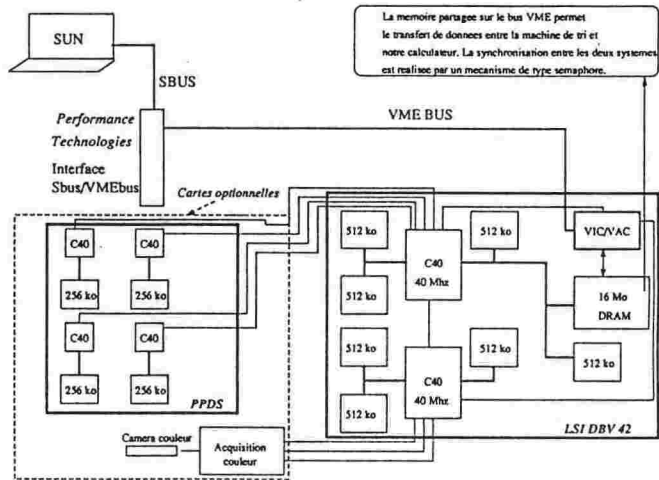 La memoire partagee sur le bus VME permet
le transfert de donnees entre la machine de tri et
notre calculateur. La synchronisation entre les deux systemes
est realisee par un mecanisme de type semaphore.
SUN
SBUS
Performance
Technologies
VME BUS
Interface
Sbus/VMEbus
Cartes optionnelles
C40
C40
256 ko
256 ko
C40
C40
256 ko
256 ko
PPDS
512 ko
512 ko
C40
40 Mhz
512 ko
VIC/VAC
16 Mo
DRAM
512 ko
512 ko
512 ko
C40
40 Mhz
512 ko
LSI DBV 42
Camera couleur
Acquisition
couleur